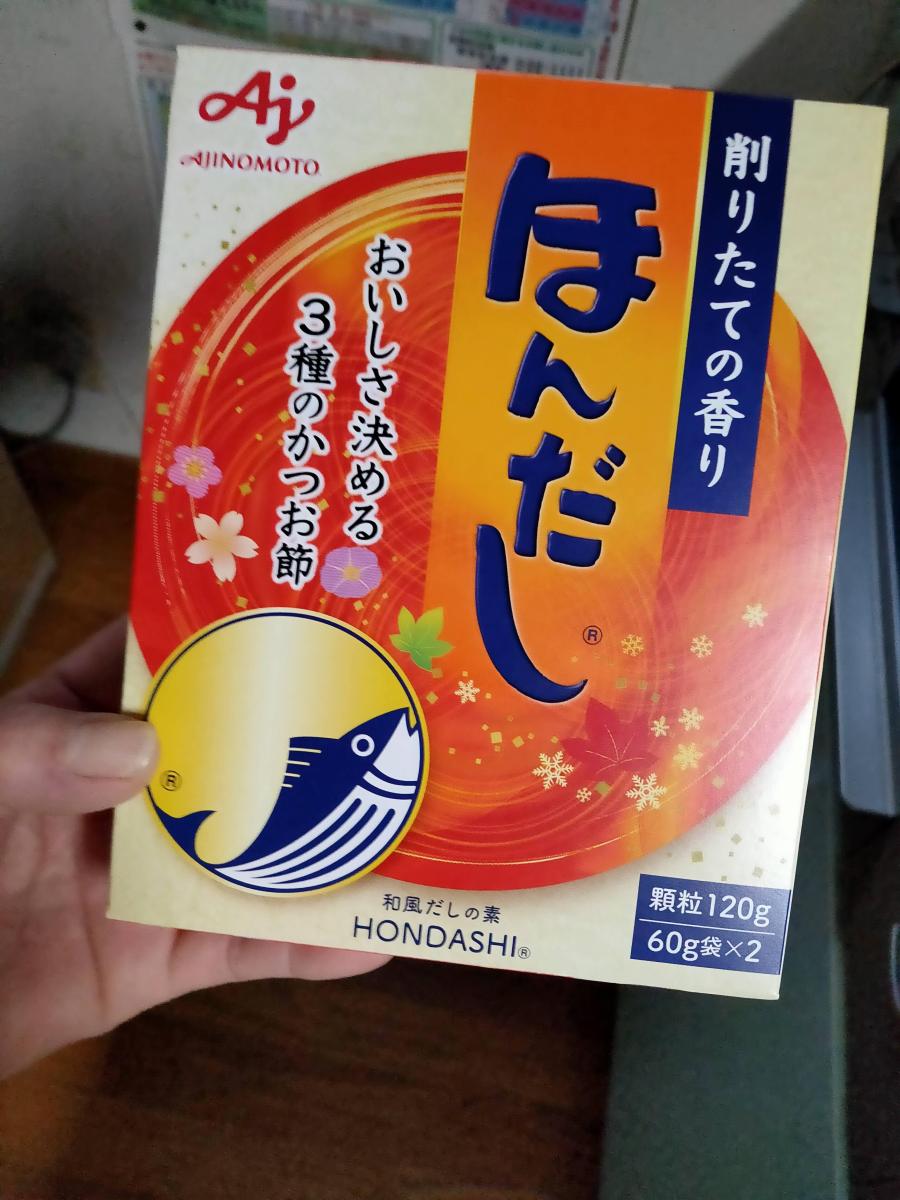 Aj
AJINOMOTO
削りたての香り
ほんだし®
おいしさ決める
3種のかつお節
®
和風だしの素
HONDASHI®
顆粒120g
60g袋×2